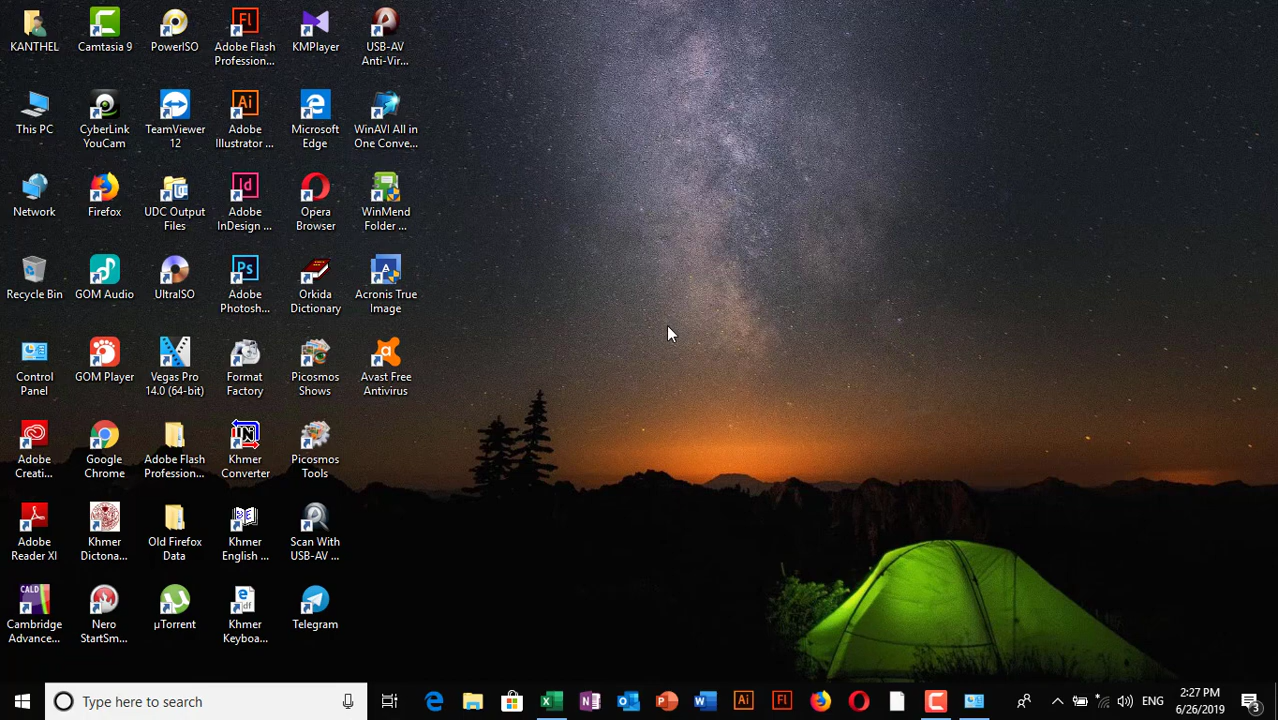 KANTHEL
Camtasia 9
PowerISO
Adobe Flash
Profession...
KMPlayer
USB-AV
Anti-Vir...
This PC
CyberLink
YouCam
TeamViewer
12
Adobe
Illustrator ...
Microsoft
Edge
WinAVI All in
One Conve...
Network
Firefox
UDC Output
Files
Adobe
InDesign ...
Opera
Browser
WinMend
Folder ...
Recycle Bin
GOM Audio
UltraISO
Adobe
Photosh...
Orkida
Dictionary
Acronis True
Image
Control
Panel
GOM Player
Vegas Pro
14.0 (64-bit)
Format
Factory
Picosmos
Shows
Avast Free
Antivirus
Adobe
Creati...
Google
Chrome
Adobe Flash
Profession...
Khmer
Converter
Picosmos
Tools
Adobe
Reader XI
Khmer
Dictona...
Old Firefox
Data
Khmer
English ...
Scan With
USB-AV ...
CALD
Cambridge
Advance...
Nero
StartSm...
µTorrent
Khmer
Keyboa...
Telegram
Type here to search
ENG
2:27 PM
6/26/2019
3